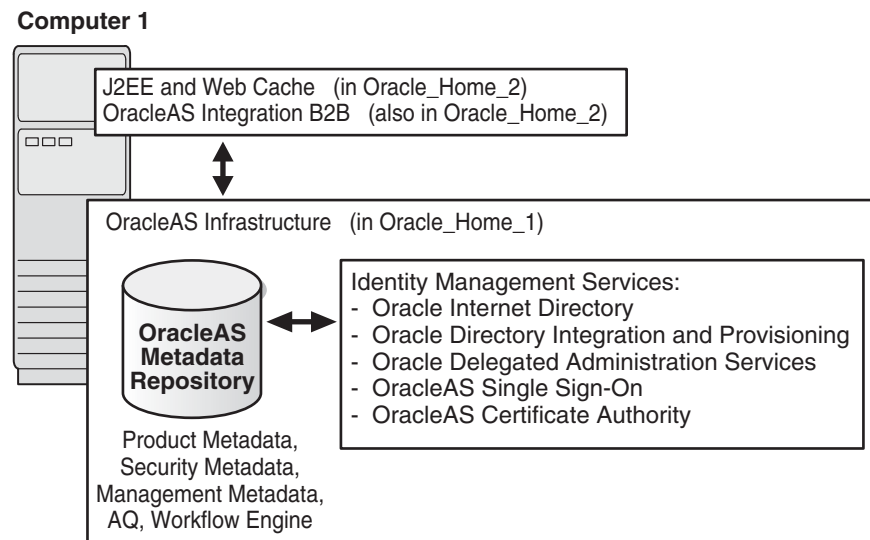 Computer 1
J2EE and Web Cache (in Oracle_Home_2)
OracleAS Integration B2B (also in Oracle_Home_2)
OracleAS Infrastructure (in Oracle_Home_1)
OracleAS
Metadata
Repository
Product Metadata,
Security Metadata,
Management Metadata,
AQ, Workflow Engine
Identity Management Services:
- Oracle Internet Directory
- Oracle Directory Integration and Provisioning
- Oracle Delegated Administration Services
- OracleAS Single Sign-On
- OracleAS Certificate Authority